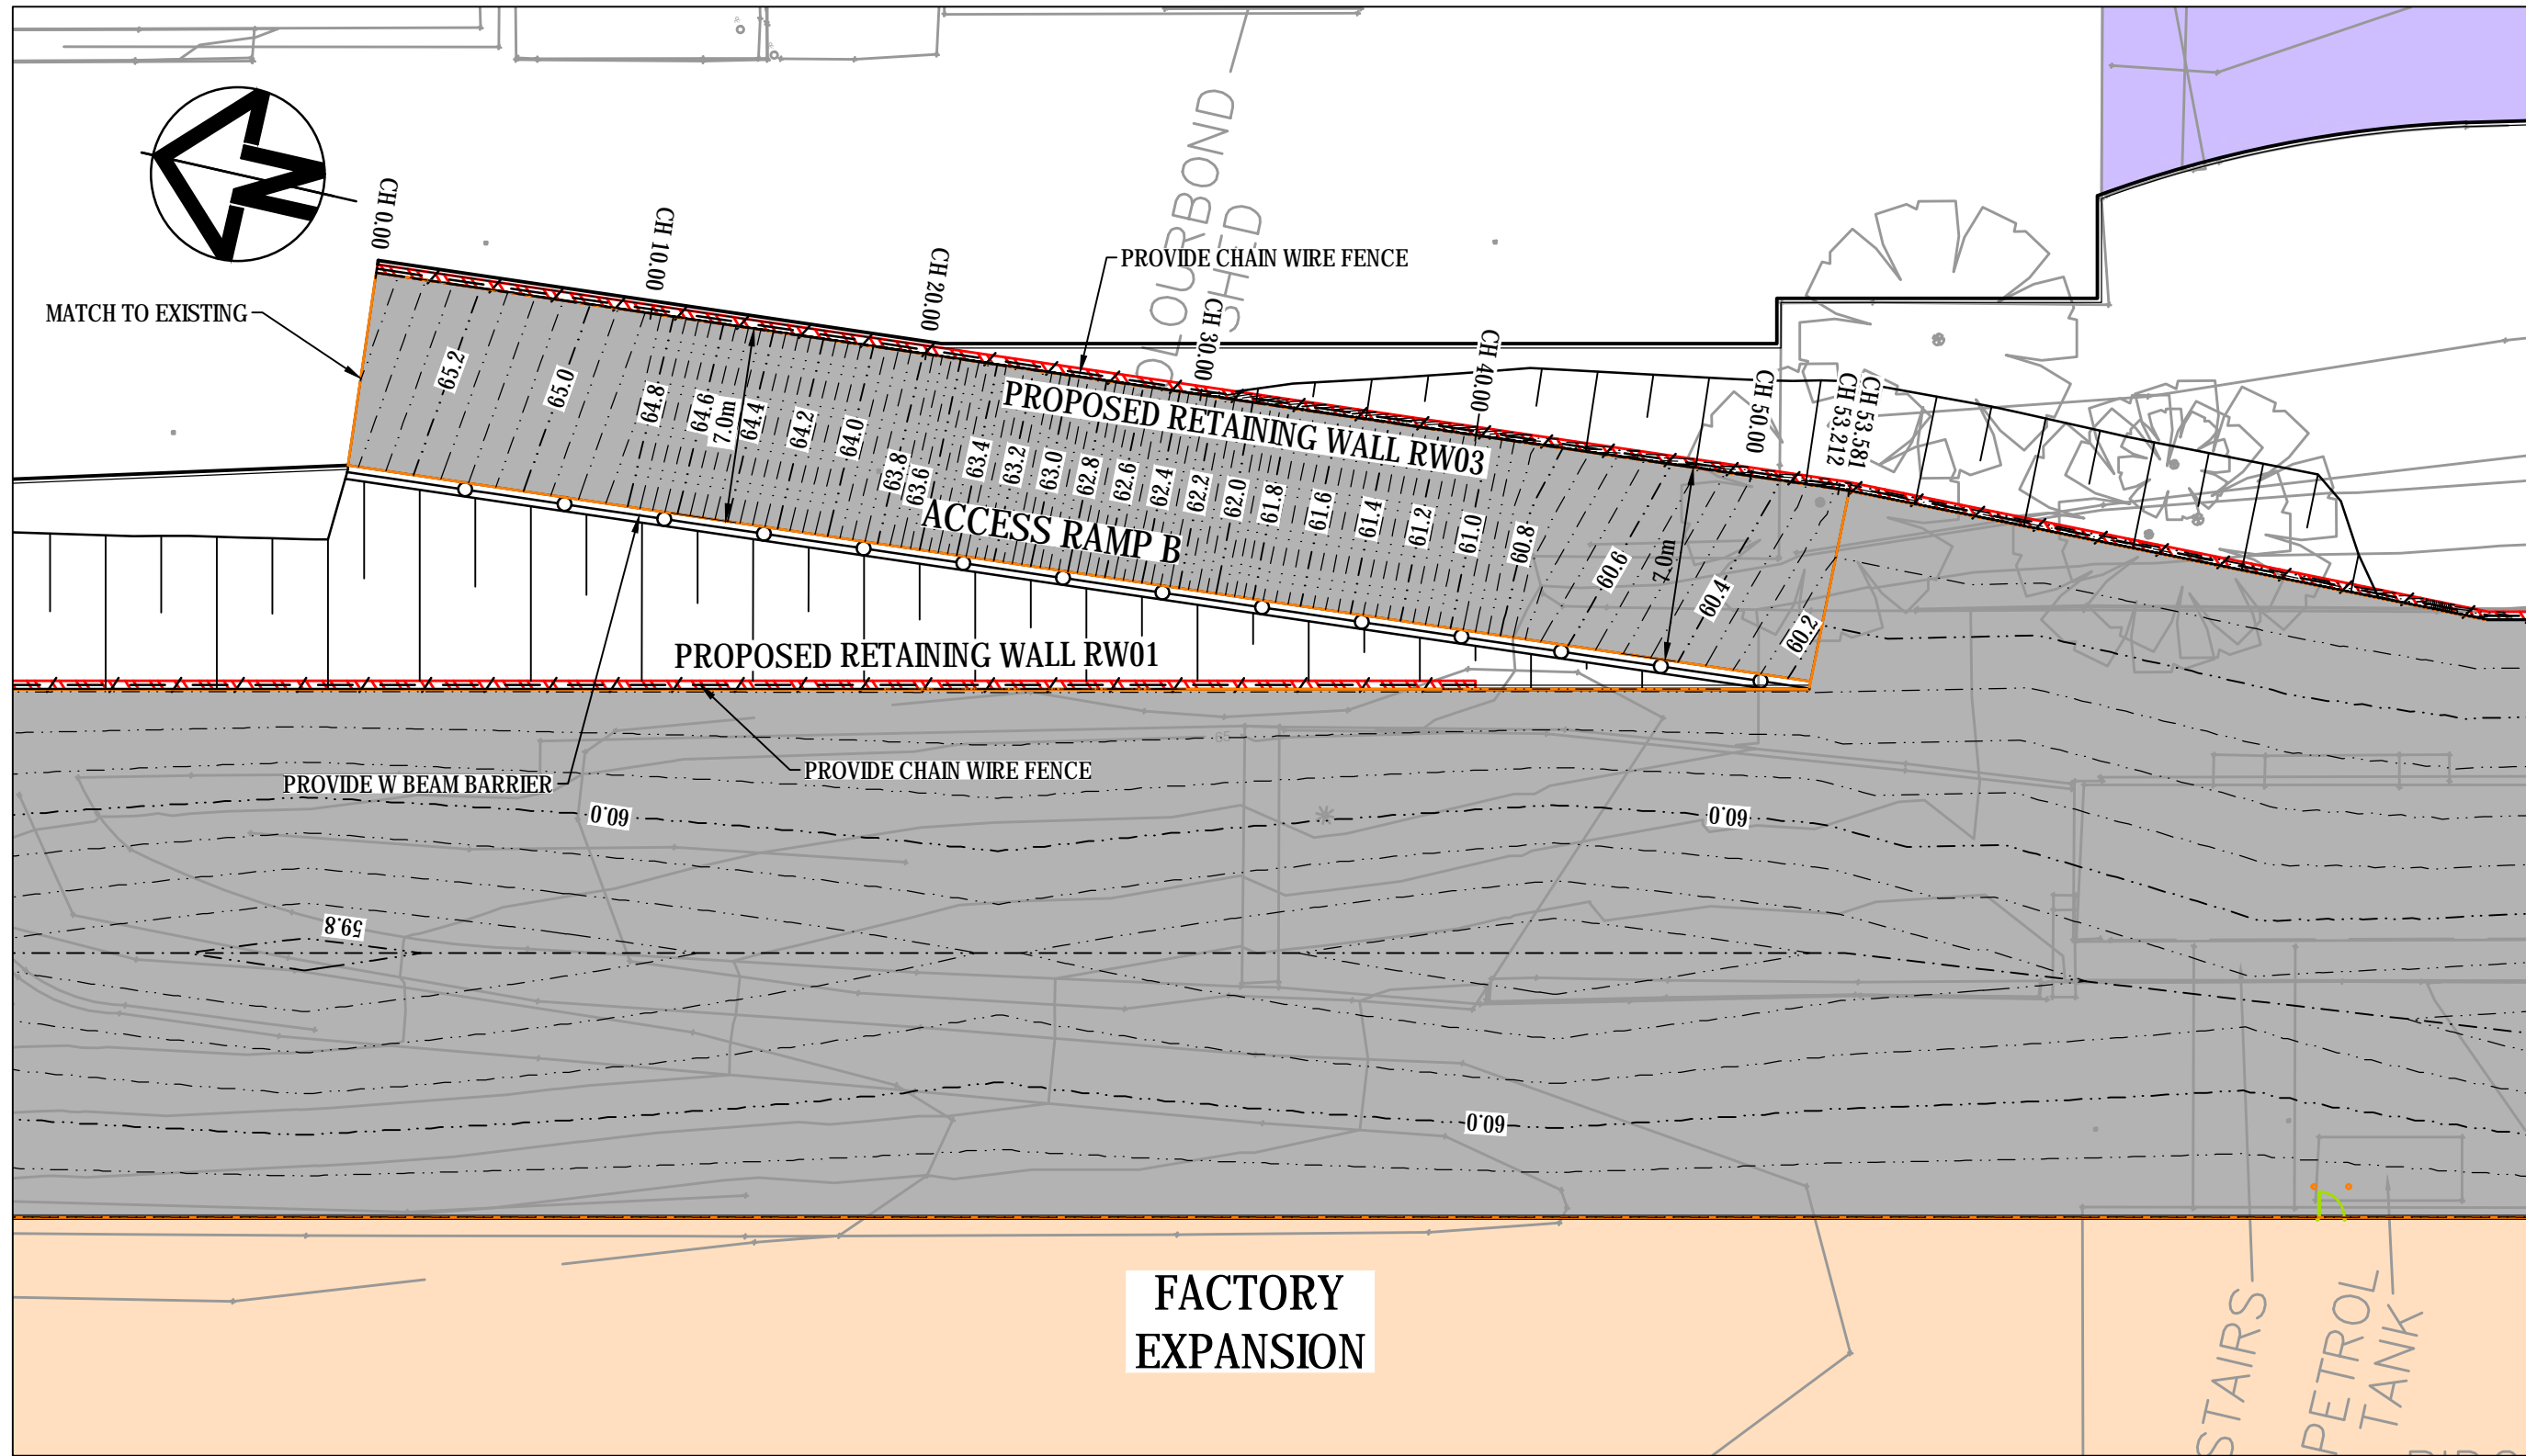 N
CH 0.00
CH 10.00
CH 20.00
CH 30.00
CH 40.00
CH 50.00
CH 53.212
CH 53.581
OLOURBOND
SHED
PROVIDE CHAIN WIRE FENCE
MATCH TO EXISTING
65.2
65.0
64.8
64.6
7.0m
64.4
64.2
64.0
63.8
63.6
63.4
63.2
63.0
62.8
62.6
62.4
62.2
62.0
61.8
61.6
61.4
61.2
61.0
60.8
60.6
7.0m
60.4
60.2
PROPOSED RETAINING WALL RW03
ACCESS RAMP B
PROPOSED RETAINING WALL RW01
PROVIDE W BEAM BARRIER
PROVIDE CHAIN WIRE FENCE
65
60.0
60.0
59.8
60.0
FACTORY
EXPANSION
STAIRS
PETROL
TANK